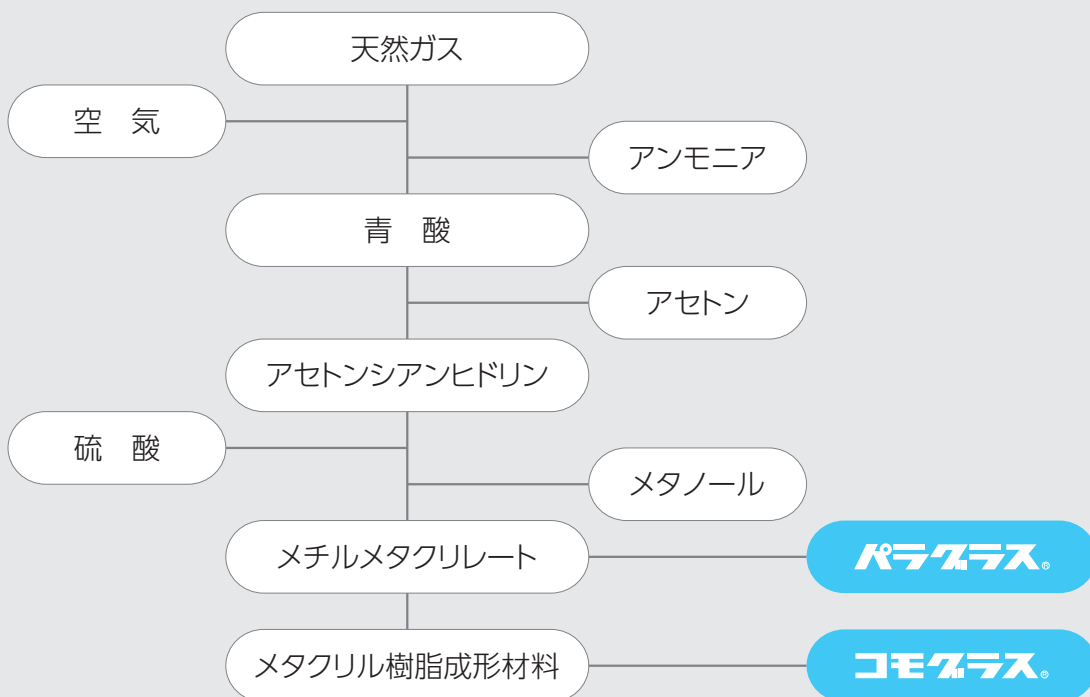 天然ガス
空　気
アンモニア
青　酸
アセトン
アセトンシアンヒドリン
硫　酸
メタノール
メチルメタクリレート
パラグラス®
メタクリル樹脂成形材料
コモグラス®